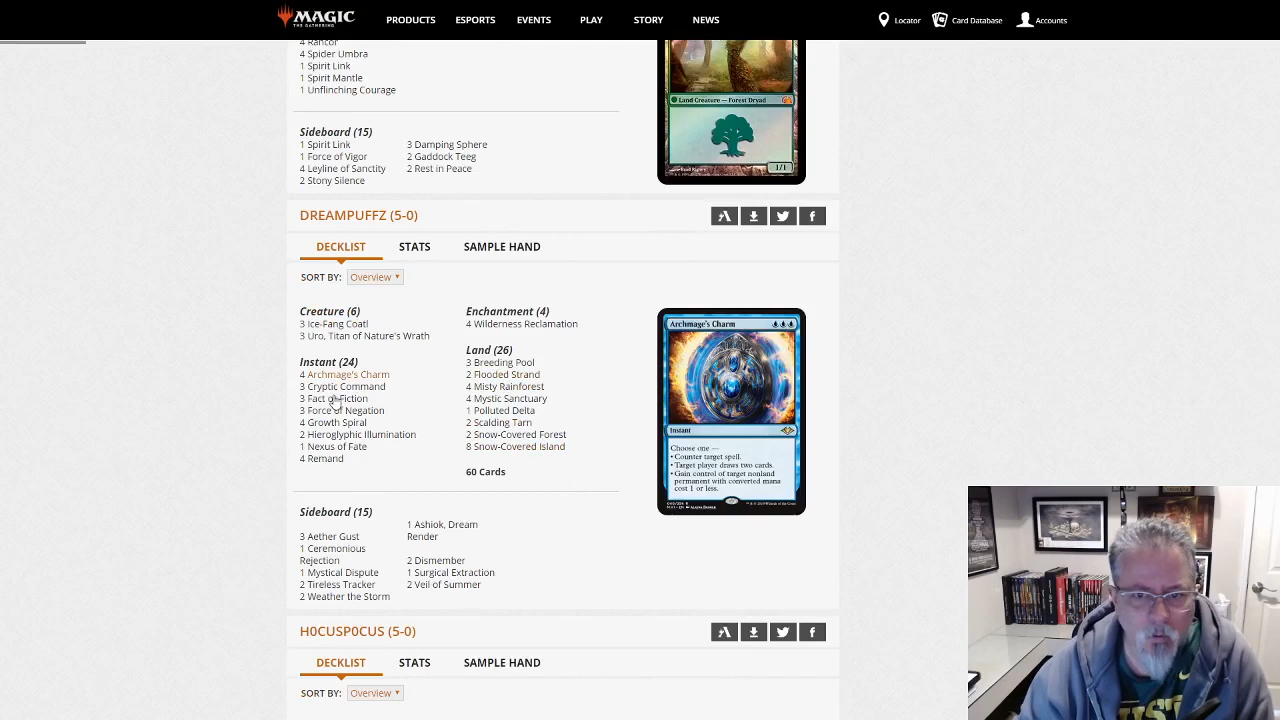 MAGIC
THE GATHERING
PRODUCTS
ESPORTS
EVENTS
PLAY
STORY
NEWS
Locator
Card Database
Accounts
4 Rancor
4 Spider Umbra
1 Spirit Link
1 Spirit Mantle
1 Unflinching Courage
Sideboard (15)
1 Spirit Link
1 Force of Vigor
4 Leyline of Sanctity
2 Stony Silence
3 Damping Sphere
2 Gaddock Teeg
2 Rest in Peace
Land Creature — Forest Dryad
1/1
DREAMPUFFZ (5-0)
DECKLIST
STATS
SAMPLE HAND
SORT BY: Overview
Creature (6)
3 Ice-Fang Coatl
3 Uro, Titan of Nature's Wrath
Instant (24)
4 Archmage's Charm
3 Cryptic Command
3 Fact or Fiction
3 Force of Negation
4 Growth Spiral
2 Hieroglyphic Illumination
1 Nexus of Fate
4 Remand
Enchantment (4)
4 Wilderness Reclamation
Land (26)
3 Breeding Pool
2 Flooded Strand
4 Misty Rainforest
4 Mystic Sanctuary
1 Polluted Delta
2 Scalding Tarn
2 Snow-Covered Forest
8 Snow-Covered Island
60 Cards
Sideboard (15)
3 Aether Gust
1 Ceremonious
Rejection
1 Mystical Dispute
2 Tireless Tracker
2 Weather the Storm
1 Ashiok, Dream
Render
2 Dismember
1 Surgical Extraction
2 Veil of Summer
Archmage's Charm
Instant
Choose one —
• Counter target spell.
• Target player draws two cards.
• Gain control of target nonland
permanent with converted mana
cost 1 or less.
H0CUSP0CUS (5-0)
DECKLIST
STATS
SAMPLE HAND
SORT BY: Overview